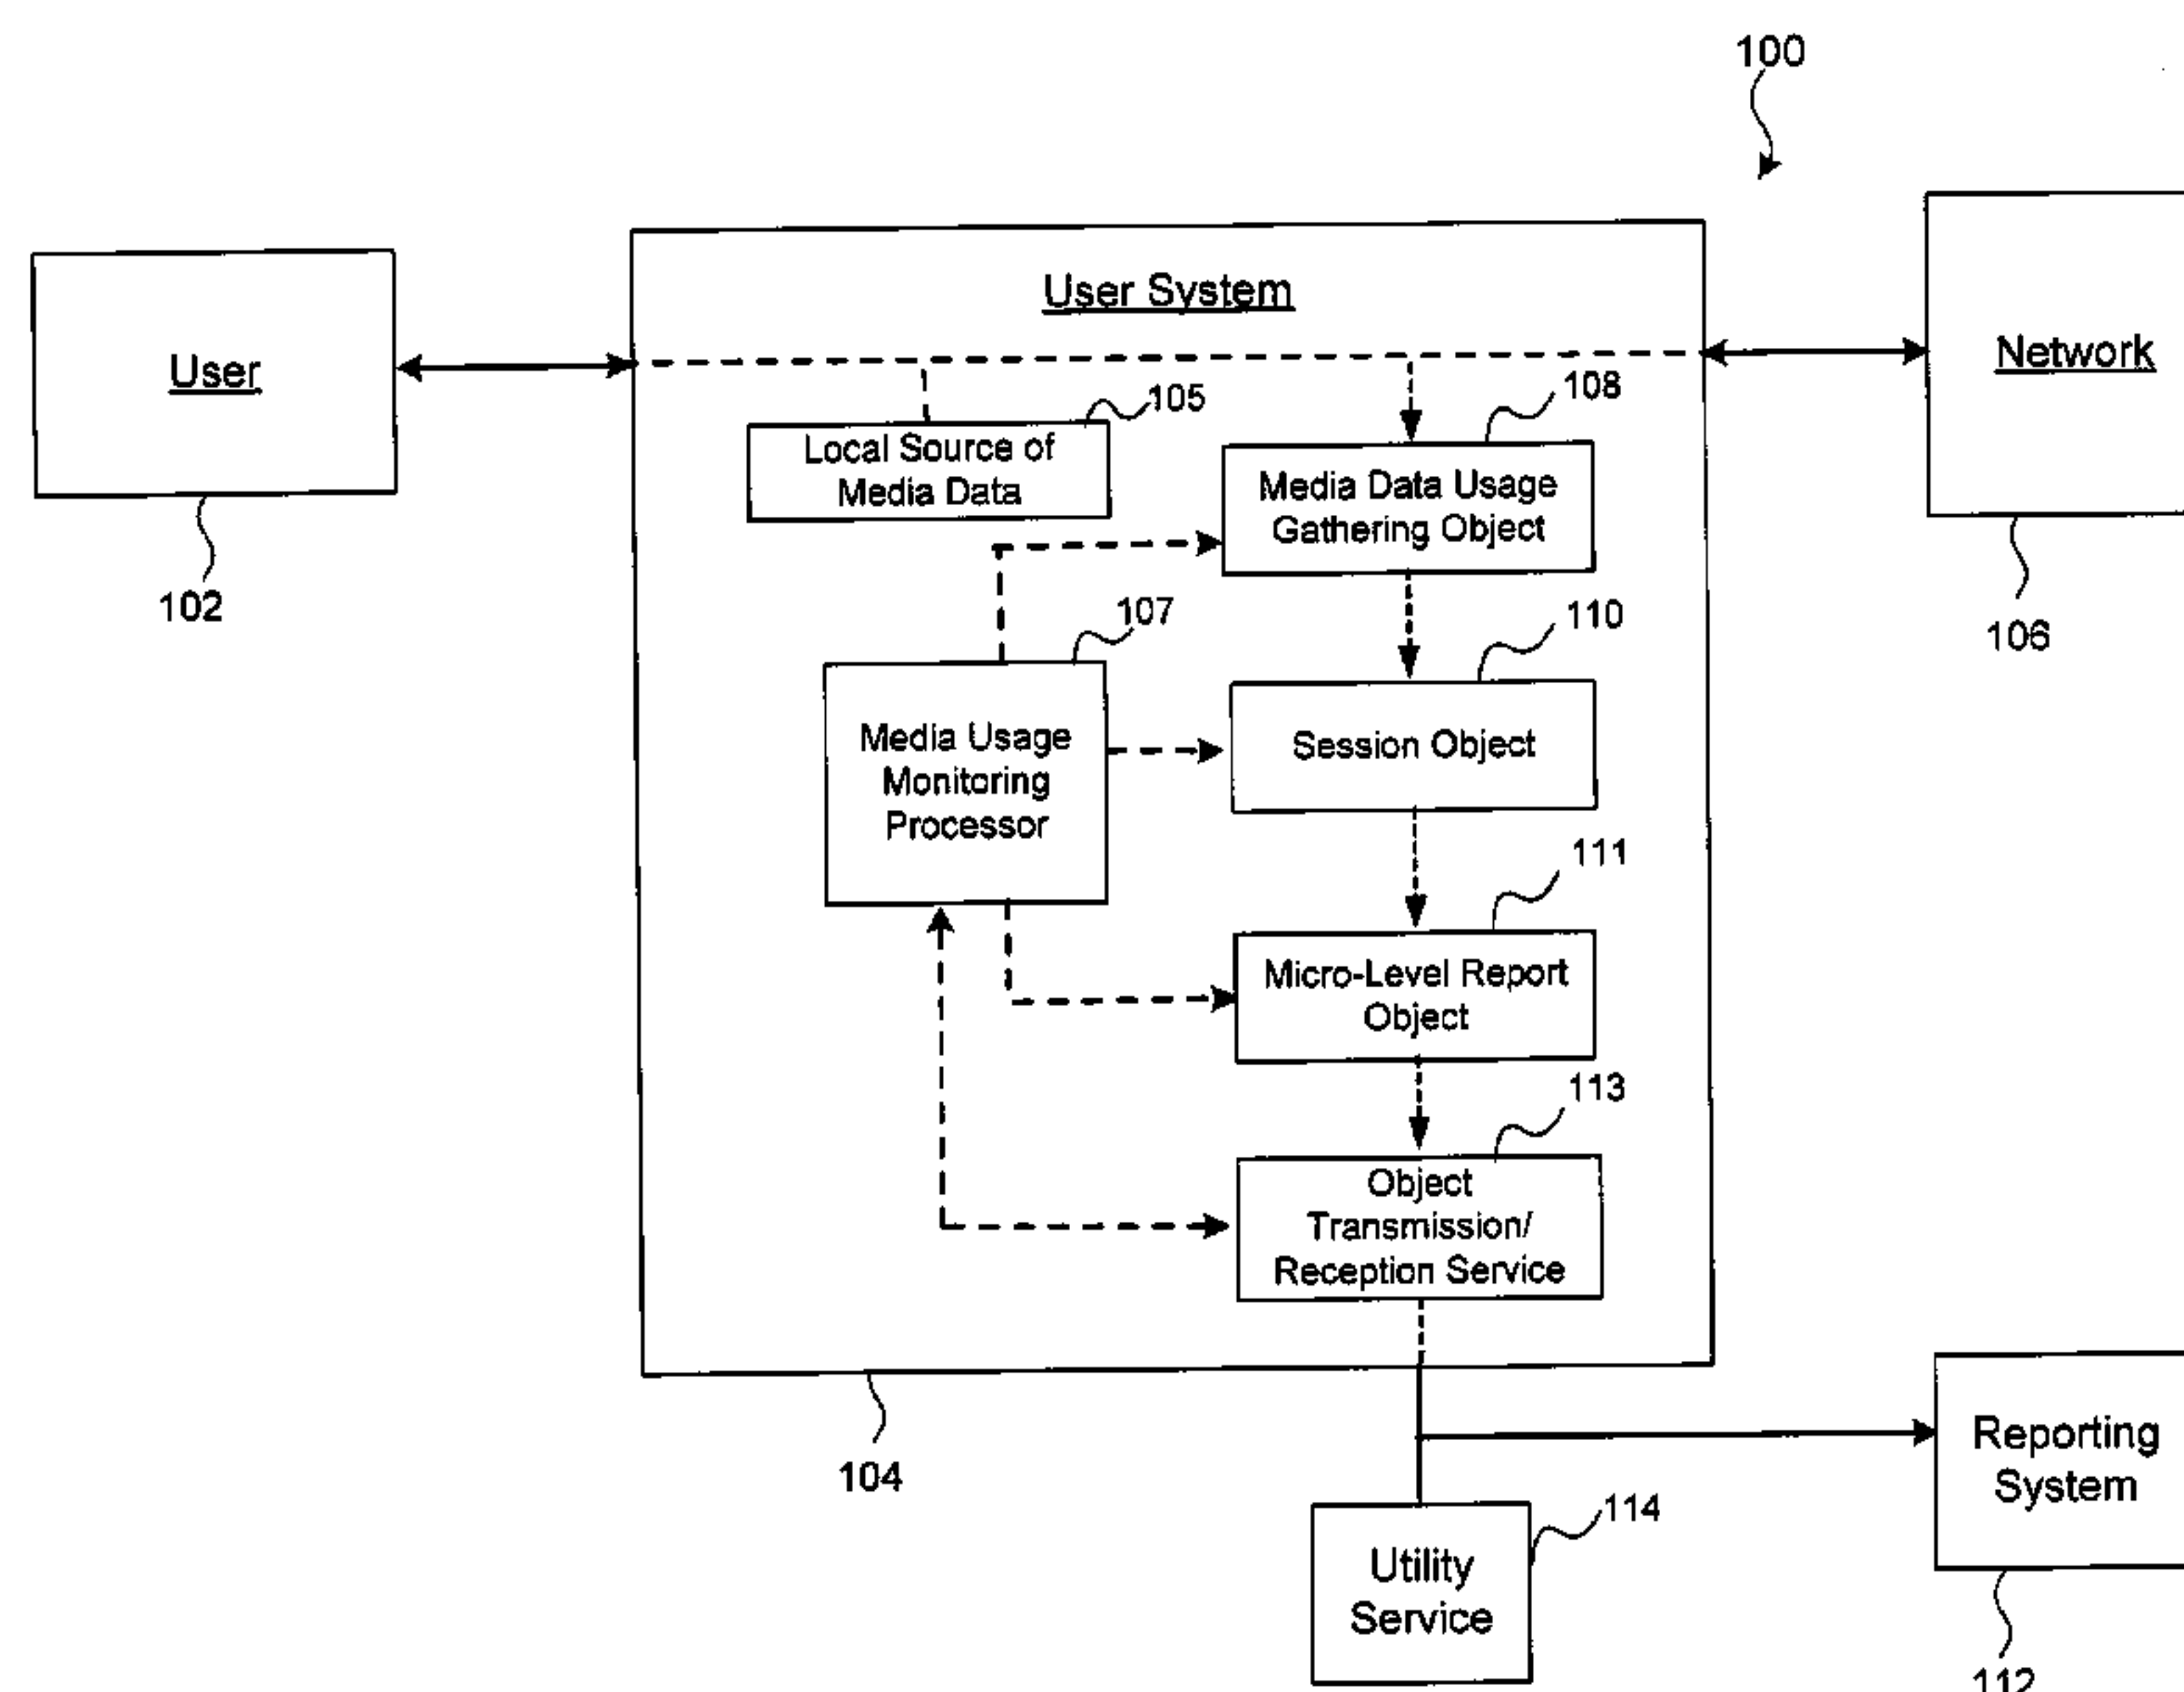 100
User System
User
Network
105
108
Local Source of
Media Data
Media Data Usage
Gathering Object
102
107
110
106
Media Usage
Monitoring
Processor
Session Object
111
Micro-Level Report
Object
113
Object
Transmission/
Reception Service
104
Reporting
System
114
Utility
Service
112